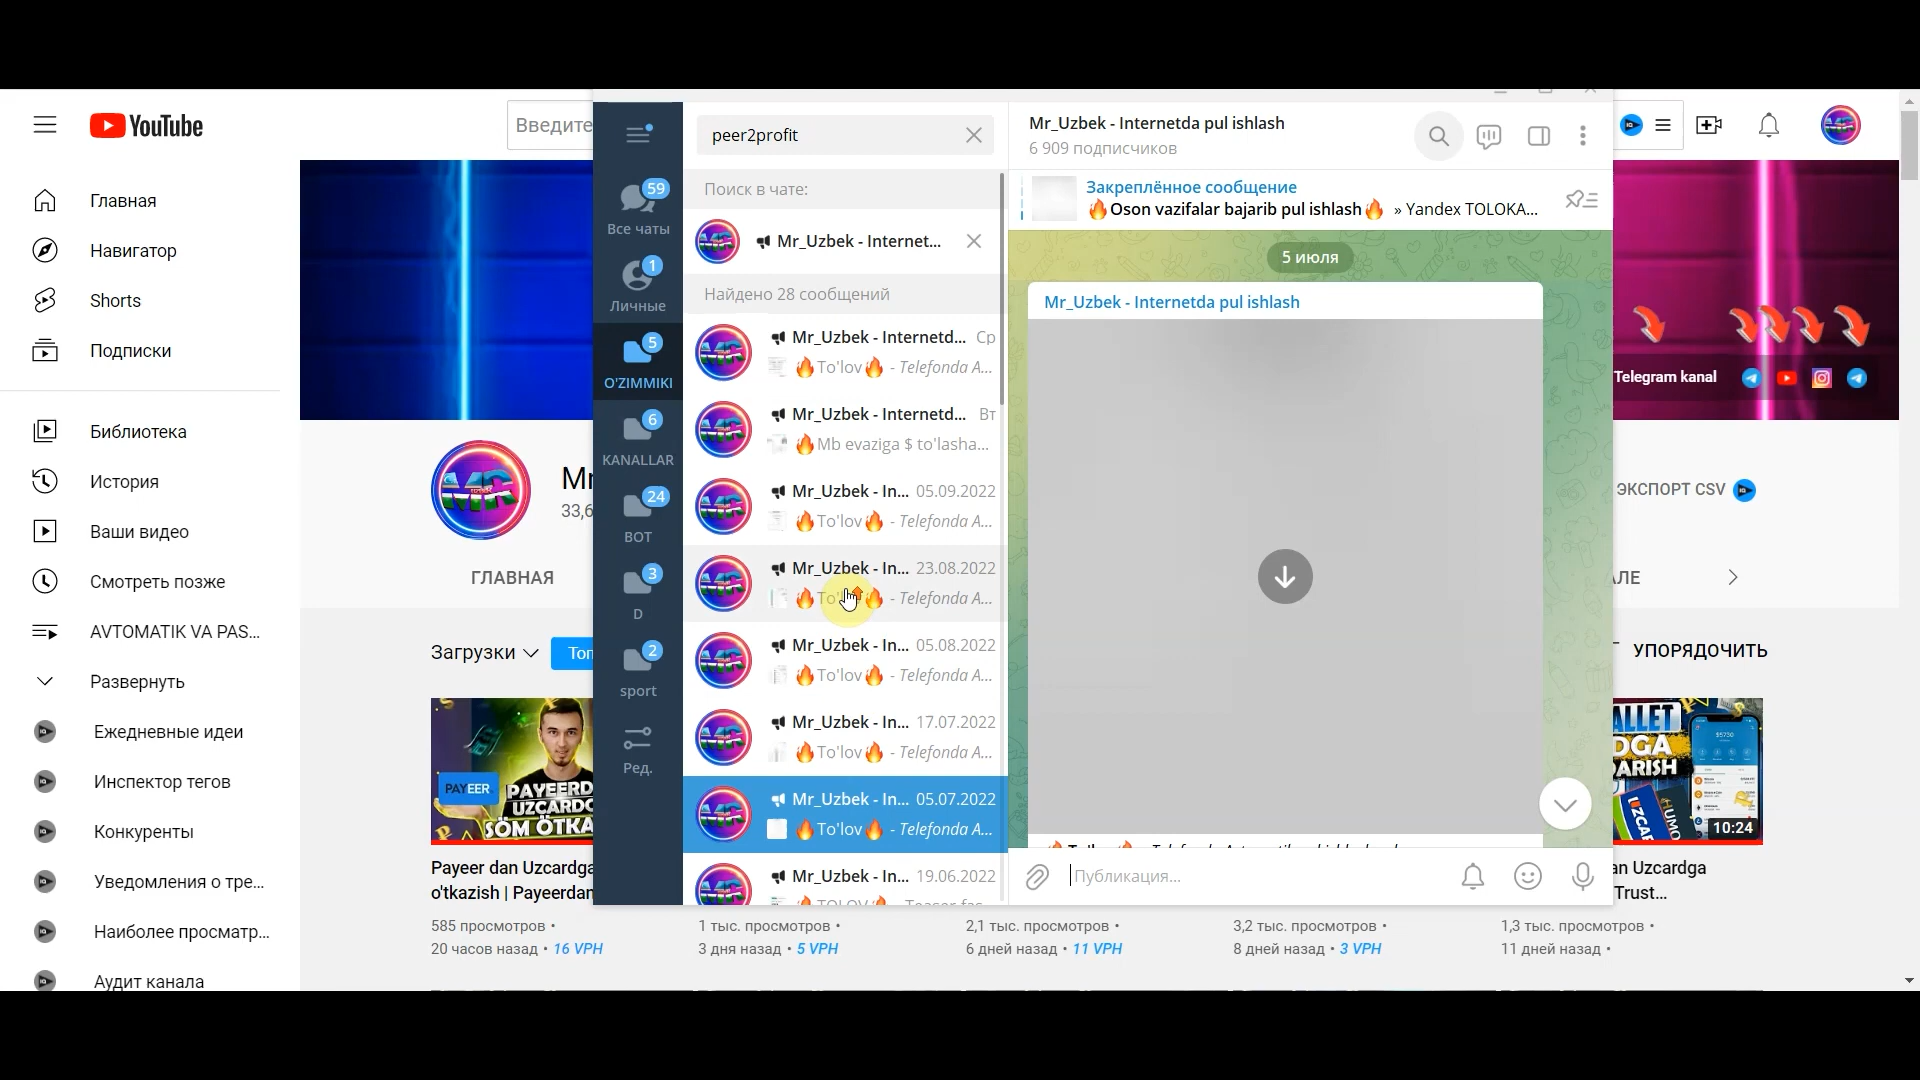 YouTube
Введите
Главная
Навигатор
Shorts
Подписки
Библиотека
История
Ваши видео
Смотреть позже
AVTOMATIK VA PAS...
Развернуть
Ежедневные идеи
Инспектор тегов
Конкуренты
Уведомления о тре...
Наиболее просматр...
Аудит канала
33,6
ГЛАВНАЯ
Загрузки
59
Все чаты
1
Личные
5
O'ZIMMIKI
6
KANALLAR
24
BOT
3
D
2
sport
Ред.
peer2profit
Поиск в чате:
Mr_Uzbek - Internet...
Найдено 28 сообщений
Mr_Uzbek - Internetd... Ср
🔥To'lov🔥 - Telefonda A...
Mr_Uzbek - Internetd... Вт
🔥Mb evaziga $ to'lasha...
Mr_Uzbek - In... 05.09.2022
🔥To'lov🔥 - Telefonda A...
Mr_Uzbek - In... 23.08.2022
🔥 🔥 - Telefonda A...
Mr_Uzbek - In... 05.08.2022
🔥To'lov🔥 - Telefonda A...
Mr_Uzbek - In... 17.07.2022
🔥To'lov🔥 - Telefonda A...
Mr_Uzbek - In... 05.07.2022
🔥To'lov🔥 - Telefonda A...
Mr_Uzbek - In... 19.06.2022
Mr_Uzbek - Internetda pul ishlash
6 909 подписчиков
Закреплённое сообщение
🔥Oson vazifalar bajarib pul ishlash🔥 » Yandex TOLOKA...
5 июля
Mr_Uzbek - Internetda pul ishlash
Публикация...
Telegram kanal
ЭКСПОРТ CSV
УПОРЯДОЧИТЬ
PAYEER
SÖM ÖTKA
10:24
Payeer dan Uzcardga
o'tkazish | Payeerdan
585 просмотров •
20 часов назад • 16 VPH
1 тыс. просмотров •
3 дня назад • 5 VPH
2,1 тыс. просмотров •
6 дней назад • 11 VPH
3,2 тыс. просмотров •
8 дней назад • 3 VPH
an Uzcardga
Trust...
1,3 тыс. просмотров •
11 дней назад •